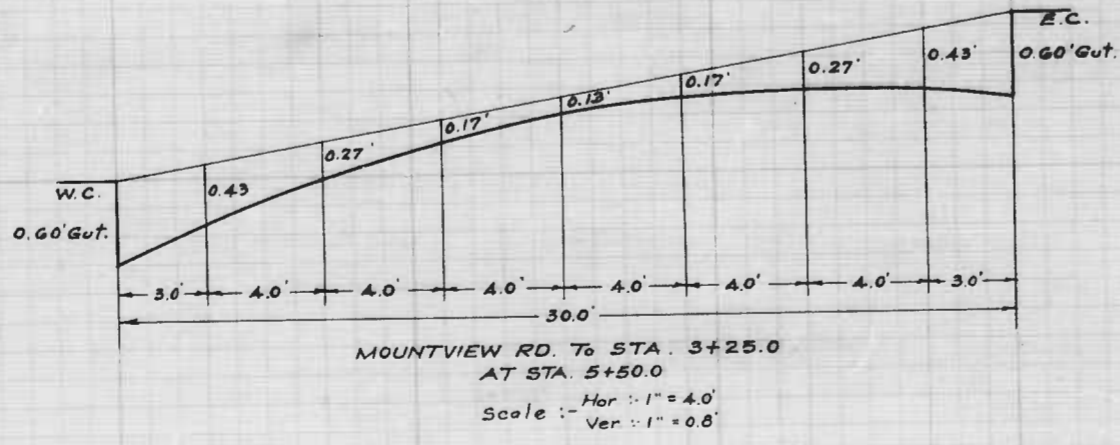 E.C.
0.60' Gut.
0.43'
0.27'
0.17'
0.13'
0.17'
0.27'
0.43
W.C.
0.60' Gut.
3.0' 4.0' 4.0' 4.0' 4.0' 4.0' 4.0' 3.0'
30.0'
MOUNTVIEW RD. To STA. 3+25.0
AT STA. 5+50.0
Scale :- Hor :- 1" = 4.0'
Ver :- 1" = 0.8'